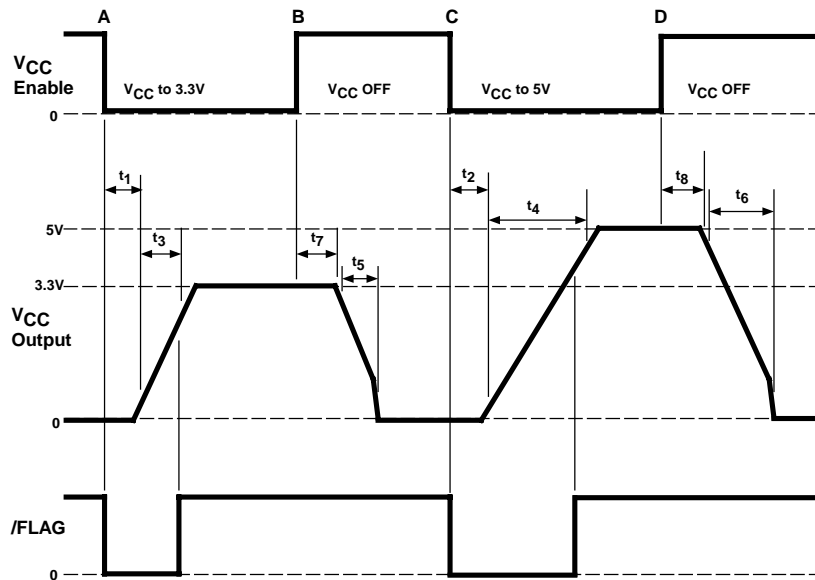 A B C D
VCC
Enable
VCC to 3.3V
VCC OFF
VCC to 5V
VCC OFF
0
t1
t2
t8
t6
t4
t3
t7
t5
5V
3.3V
VCC
Output
0
/FLAG
0